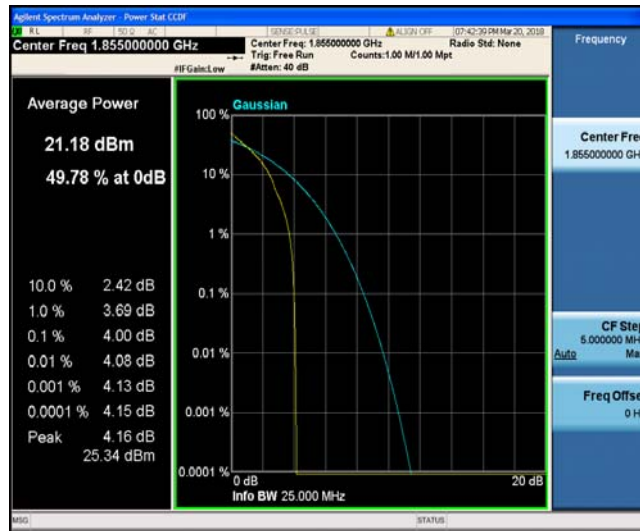 Agilent Spectrum Analyzer - Power Stat CCDF
RL RF 50 Ω AC SENSE:PULSE ALIGN OFF 07:42:39 PM Mar 20, 2018
Center Freq 1.855000000 GHz
Center Freq: 1.855000000 GHz
Radio Std: None
Trig: Free Run
Counts:1.00 M/1.00 Mpt
#IFGain:Low
#Atten: 40 dB
Frequency
Average Power
21.18 dBm
49.78 % at 0dB
10.0 % 2.42 dB
1.0 % 3.69 dB
0.1 % 4.00 dB
0.01 % 4.08 dB
0.001 % 4.13 dB
0.0001 % 4.15 dB
Peak 4.16 dB
25.34 dBm
Gaussian
100 %
10 %
1 %
0.1 %
0.01 %
0.001 %
0.0001 %
0 dB
20 dB
Info BW 25.000 MHz
Center Fre
1.855000000 GH
CF Step
5.000000 MH
Auto Ma
Freq Offse
0 H
MSG
STATUS